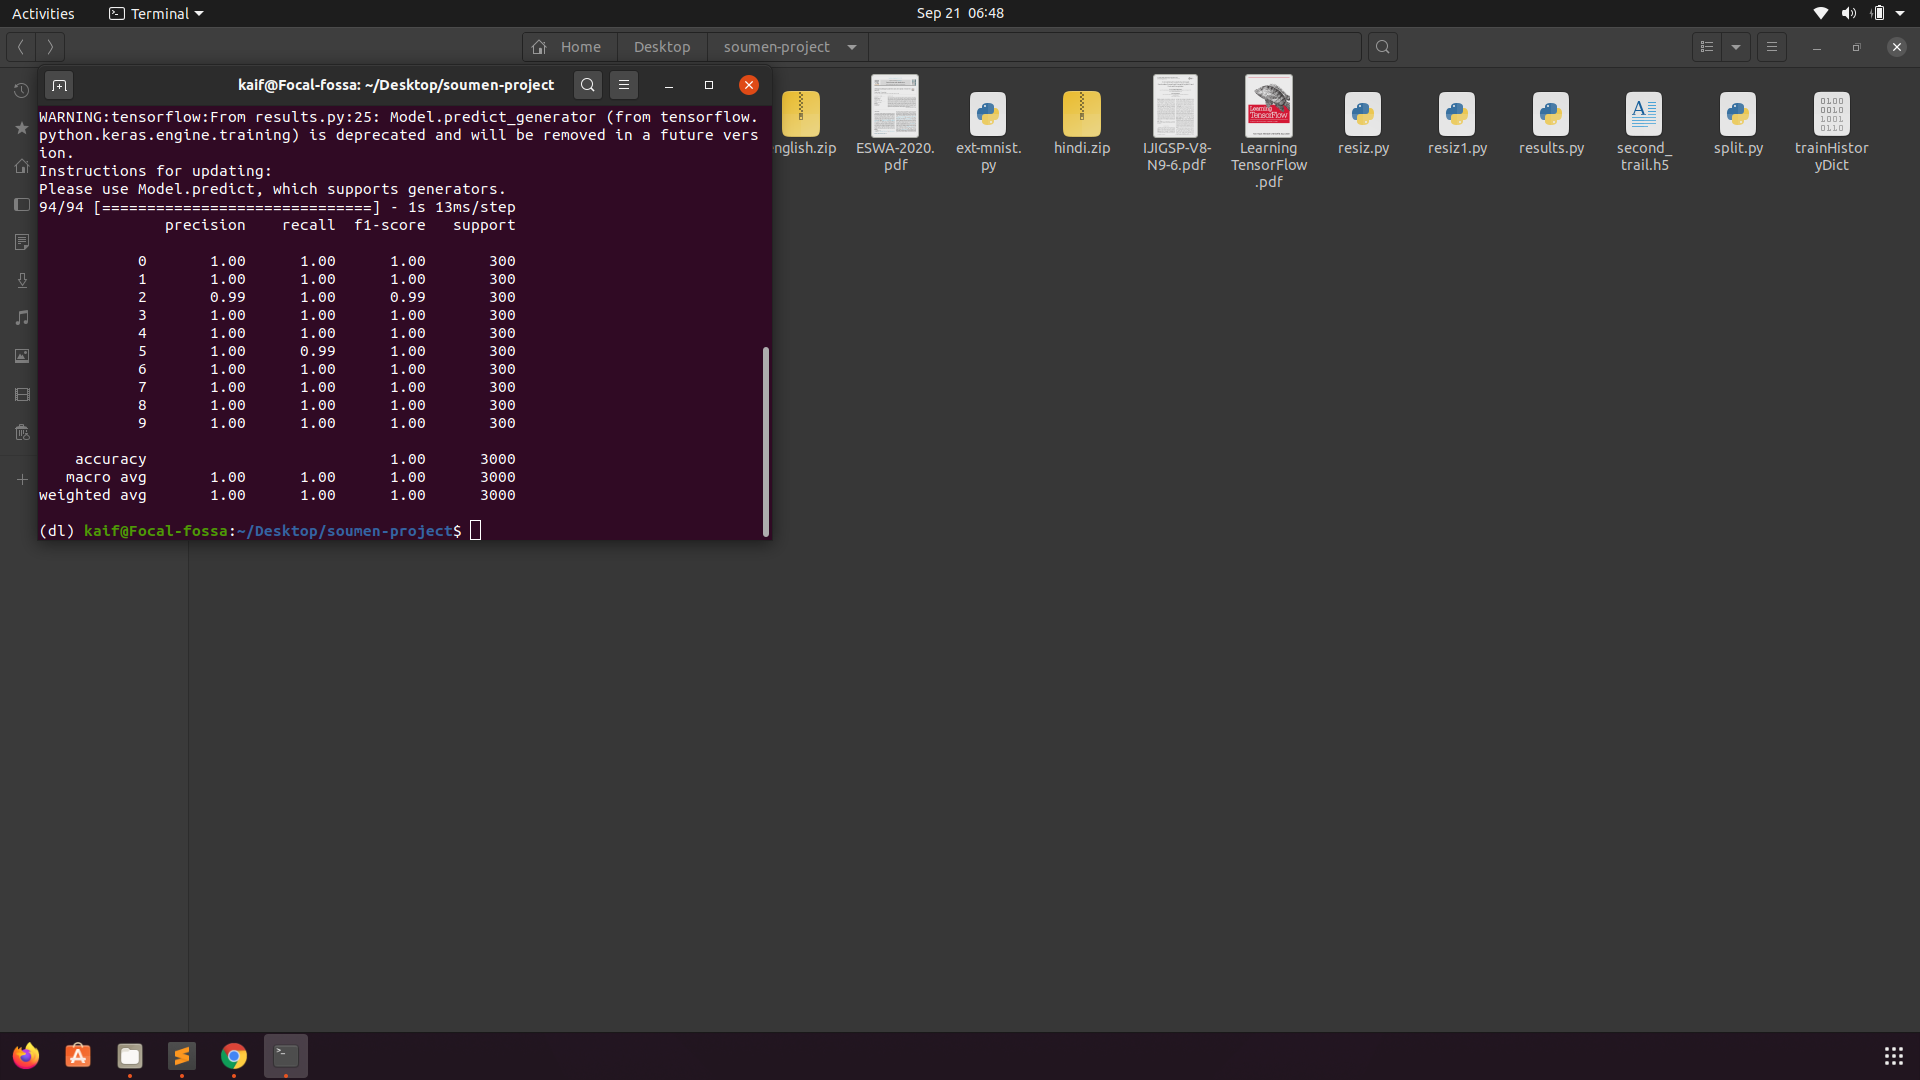 Activities
Terminal
Sep 21 06:48
Home
Desktop
soumen-project
kaif@Focal-fossa: ~/Desktop/soumen-project
WARNING:tensorflow:From results.py:25: Model.predict_generator (from tensorflow.
python.keras.engine.training) is deprecated and will be removed in a future vers
ion.
Instructions for updating:
Please use Model.predict, which supports generators.
94/94 [==============================] - 1s 13ms/step
precision recall f1-score support
0 1.00 1.00 1.00 300
1 1.00 1.00 1.00 300
2 0.99 1.00 0.99 300
3 1.00 1.00 1.00 300
4 1.00 1.00 1.00 300
5 1.00 0.99 1.00 300
6 1.00 1.00 1.00 300
7 1.00 1.00 1.00 300
8 1.00 1.00 1.00 300
9 1.00 1.00 1.00 300
accuracy 1.00 3000
macro avg 1.00 1.00 1.00 3000
weighted avg 1.00 1.00 1.00 3000
(dl) kaif@Focal-fossa:~/Desktop/soumen-project$
nglish.zip
ESWA-2020.
pdf
ext-mnist.
py
hindi.zip
IJIGSP-V8-
N9-6.pdf
Learning
TensorFlow
Learning
TensorFlow
.pdf
resiz.py
resiz1.py
results.py
second_
trail.h5
split.py
trainHistor
yDict